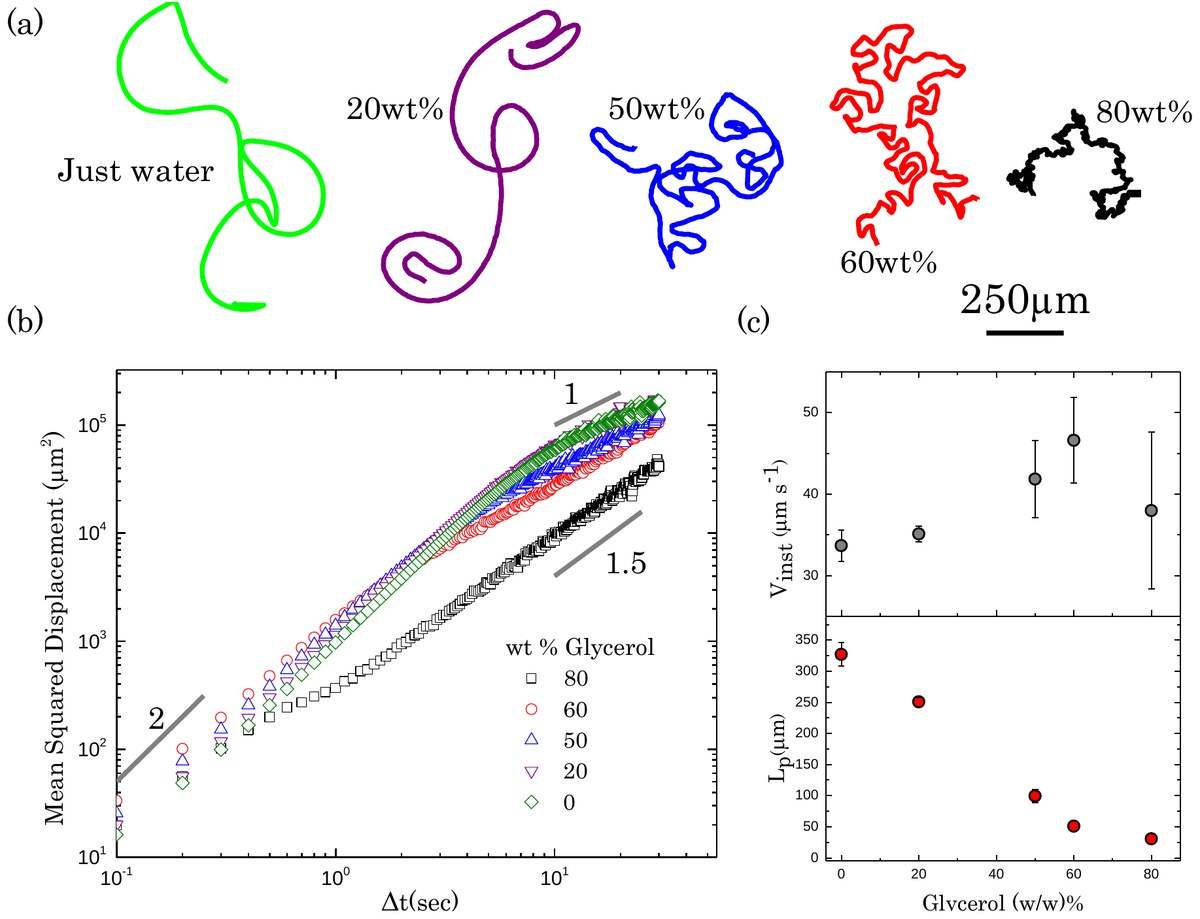 (a)
Just water
20wt%
50wt%
60wt%
80wt%
250µm
(b)
Mean Squared Displacement (µm²)
10⁵
10⁴
10³
10²
10¹
10⁻¹
10⁰
10¹
Δt(sec)
1
1.5
2
wt % Glycerol
80
60
50
20
0
(c)
V_inst (µm s⁻¹)
50
40
30
L_p(µm)
350
300
250
200
150
100
50
0
0
20
40
60
80
Glycerol (w/w)%